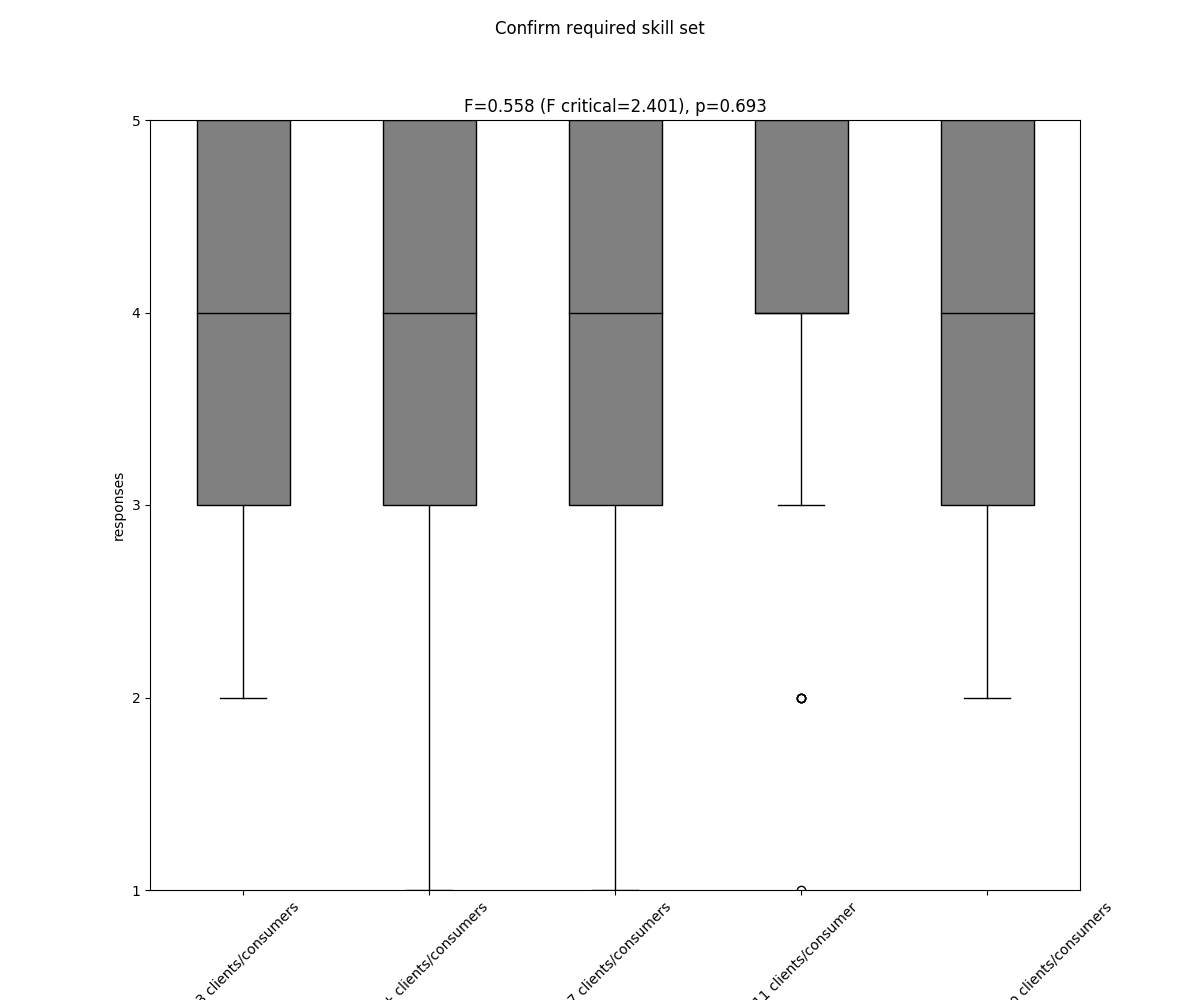 Confirm required skill set
F=0.558 (F critical=2.401), p=0.693
5
4
3
2
1
responses
3 clients/consumers
clients/consumers
7 clients/consumers
11 clients/consumer
clients/consumers